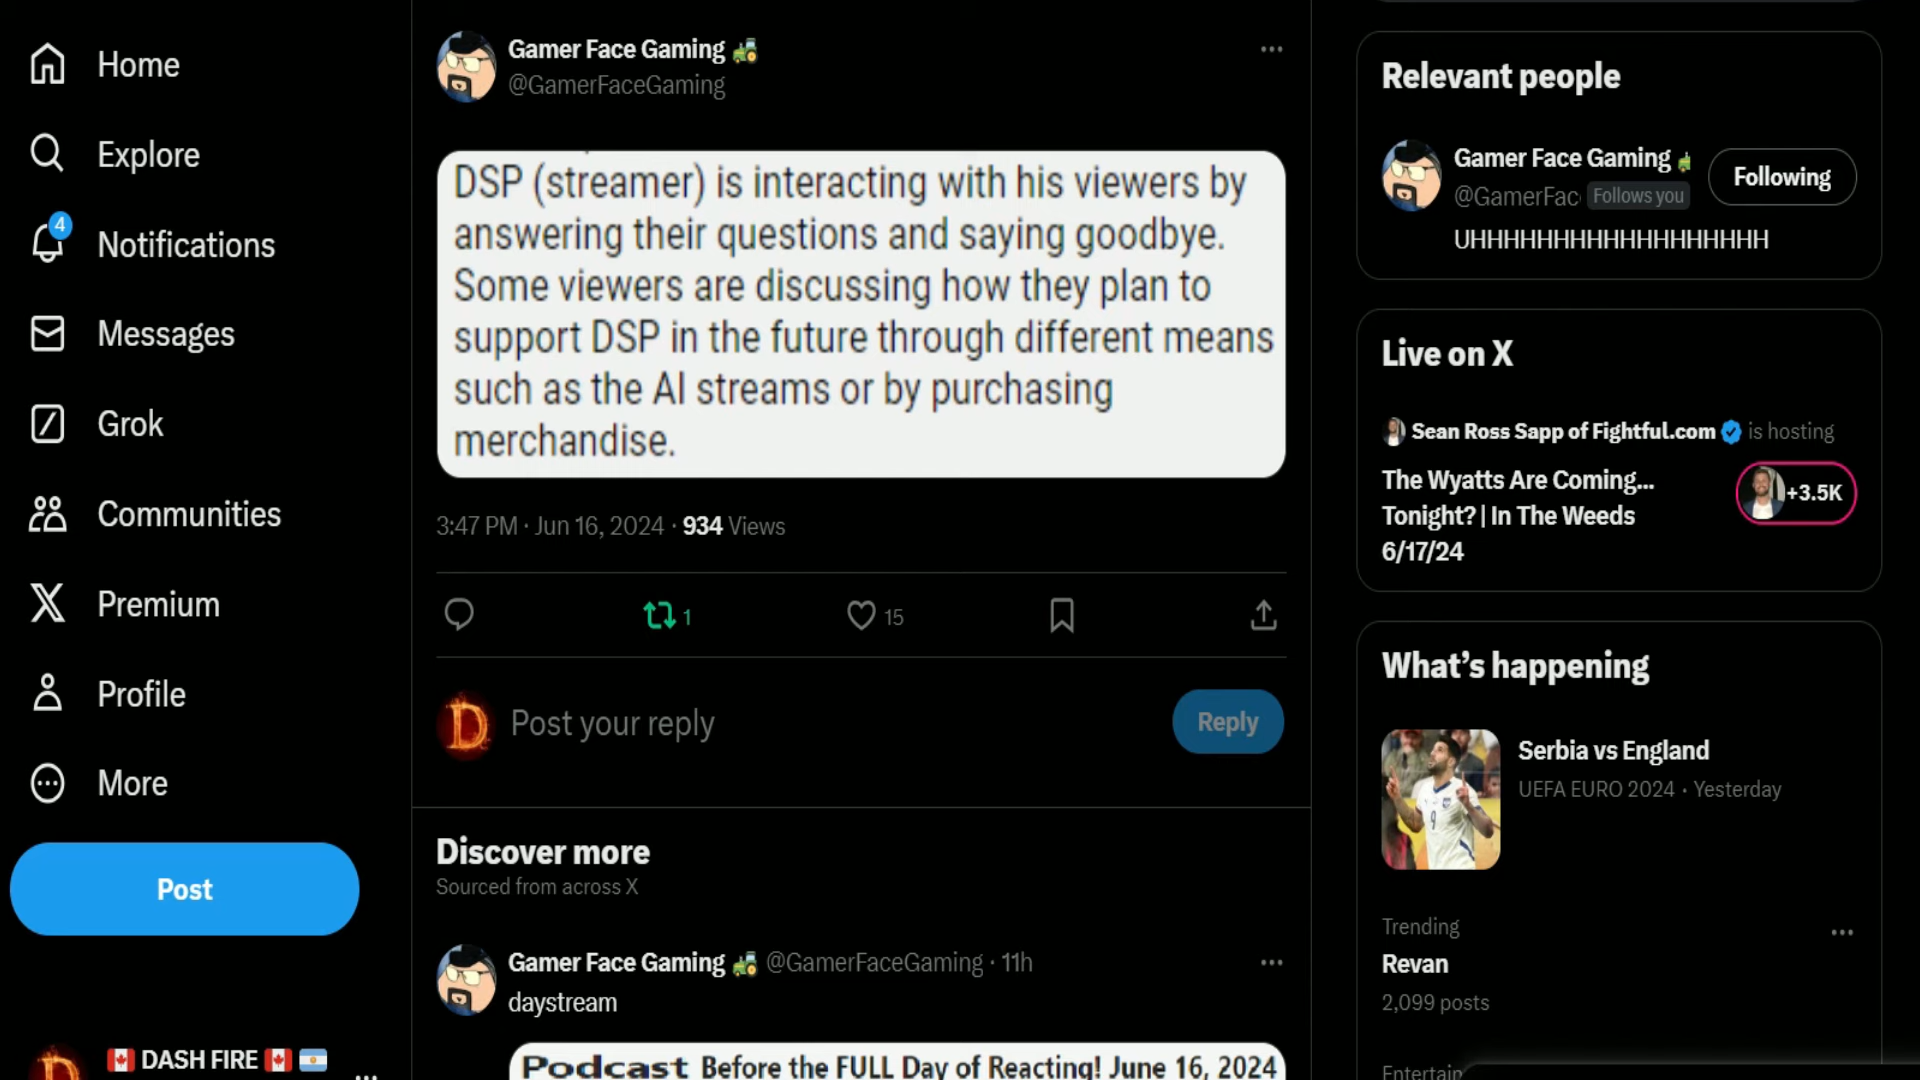 Home
Explore
4
Notifications
Messages
Grok
Communities
Premium
Profile
More
Post
DASH FIRE
Gamer Face Gaming
@GamerFaceGaming
DSP (streamer) is interacting with his viewers by
answering their questions and saying goodbye.
Some viewers are discussing how they plan to
support DSP in the future through different means
such as the AI streams or by purchasing
merchandise.
3:47 PM · Jun 16, 2024 · 934 Views
1
15
D
Post your reply
Reply
Discover more
Sourced from across X
Gamer Face Gaming @GamerFaceGaming · 11h
daystream
Podcast Before the FULL Day of Reacting! June 16, 2024
Relevant people
Gamer Face Gaming
@GamerFac Follows you
Following
UHHHHHHHHHHHHHHHHHH
Live on X
Sean Ross Sapp of Fightful.com is hosting
The Wyatts Are Coming...
Tonight? | In The Weeds
6/17/24
+3.5K
What's happening
Serbia vs England
UEFA EURO 2024 · Yesterday
Trending
Revan
2,099 posts